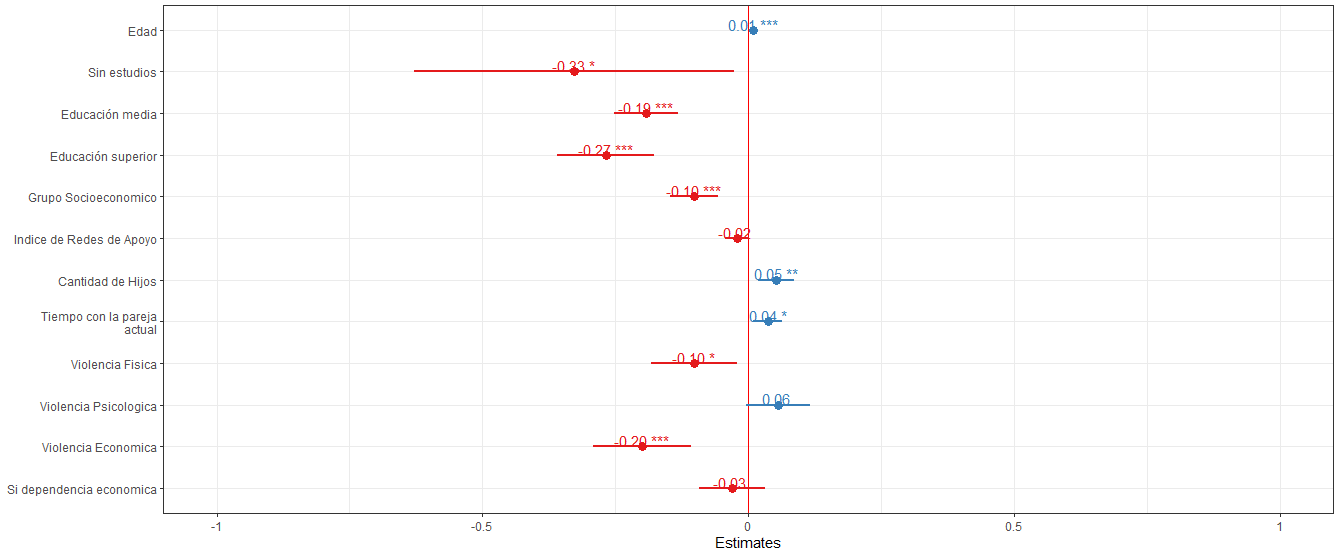 Edad 0.01 ***
Sin estudios -0.33 *
Educación media -0.19 ***
Educación superior -0.27 ***
Grupo Socioeconomico -0.10 ***
Indice de Redes de Apoyo -0.02
Cantidad de Hijos 0.05 **
Tiempo con la pareja
actual 0.04 *
Violencia Fisica -0.10 *
Violencia Psicologica 0.06
Violencia Economica -0.20 ***
Si dependencia economica -0.03
-1 -0.5 0 0.5 1
Estimates